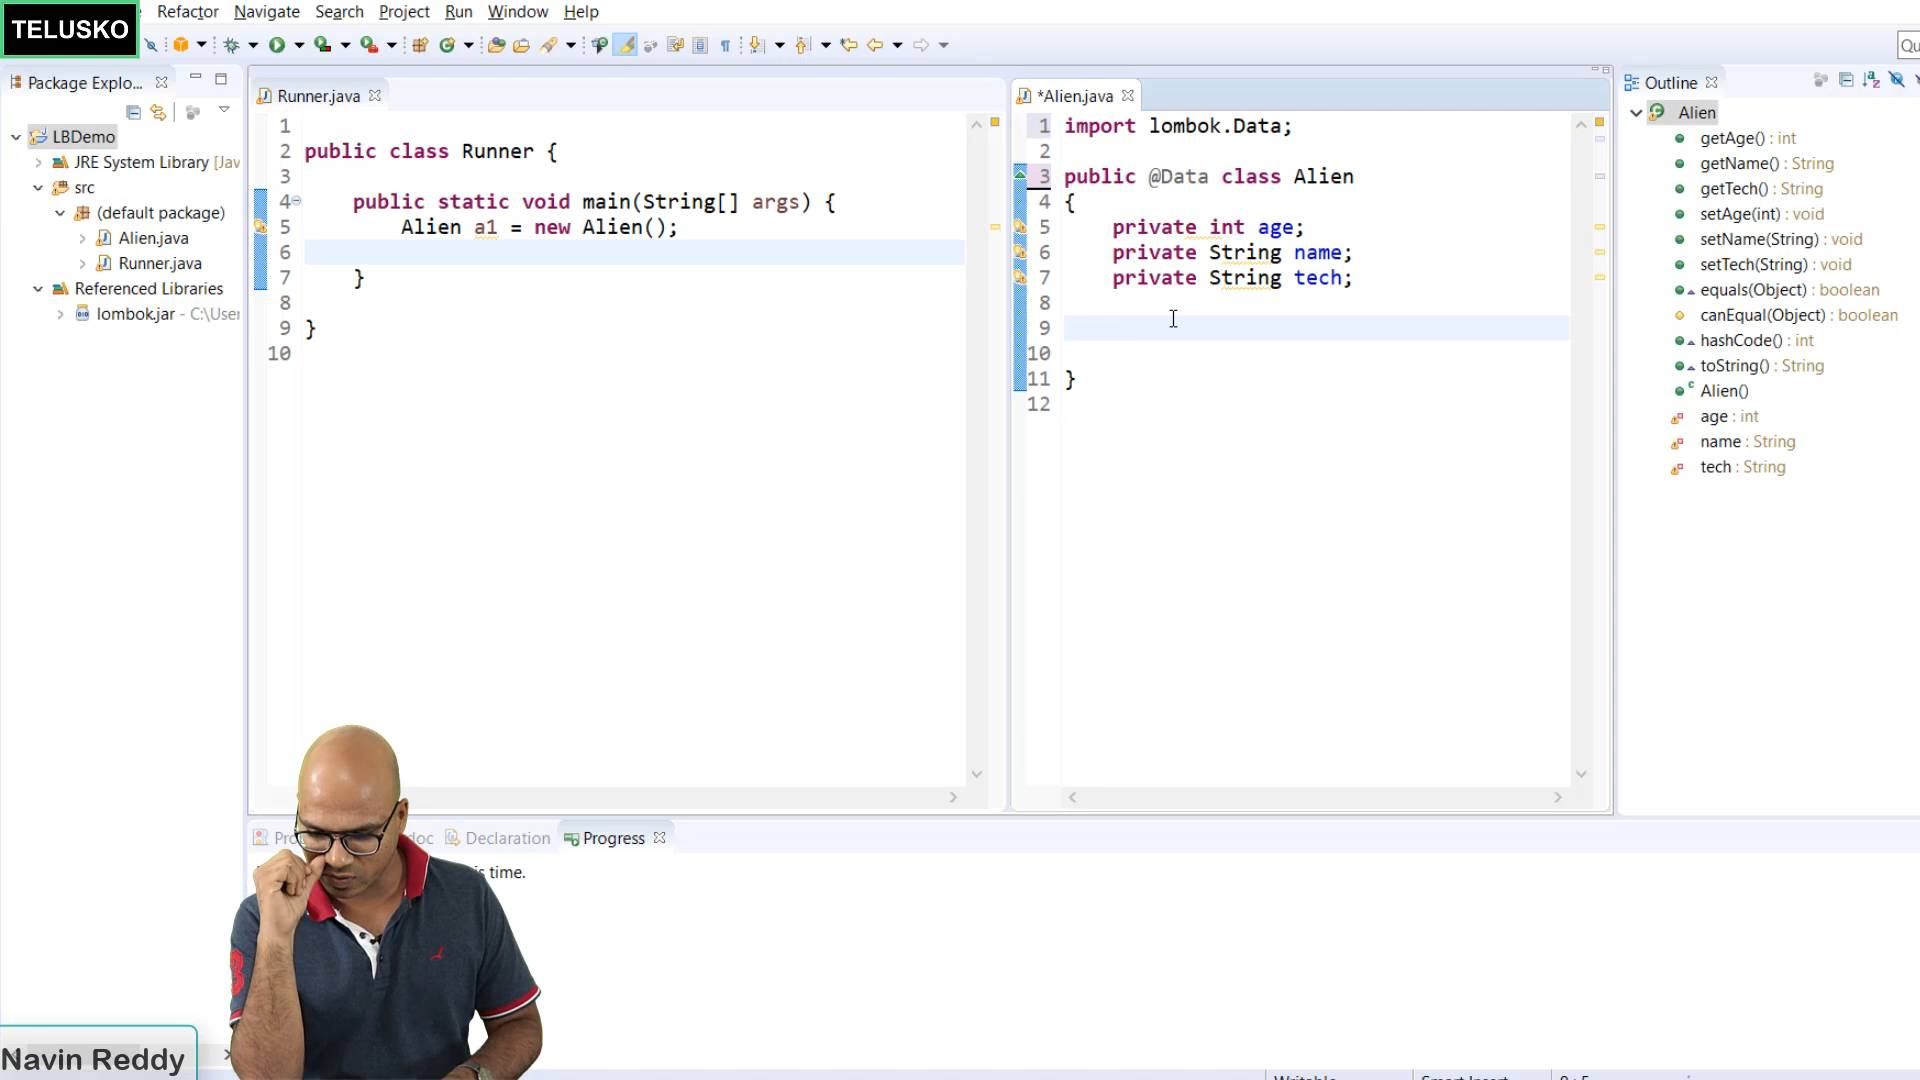 TELUSKO
Refactor Navigate Search Project Run Window Help
Qu
Package Explo...
LBDemo
JRE System Library [Jav
src
(default package)
Alien.java
Runner.java
Referenced Libraries
lombok.jar - C:\User
Runner.java
1
2 public class Runner {
3
4 public static void main(String[] args) {
5 Alien a1 = new Alien();
6
7 }
8
9 }
10
*Alien.java
1 import lombok.Data;
2
3 public @Data class Alien
4 {
5 private int age;
6 private String name;
7 private String tech;
8
9
10
11 }
12
Outline
Alien
getAge() : int
getName() : String
getTech() : String
setAge(int) : void
setName(String) : void
setTech(String) : void
equals(Object) : boolean
canEqual(Object) : boolean
hashCode() : int
toString() : String
Alien()
age : int
name : String
tech : String
Declaration Progress
time.
Navin Reddy